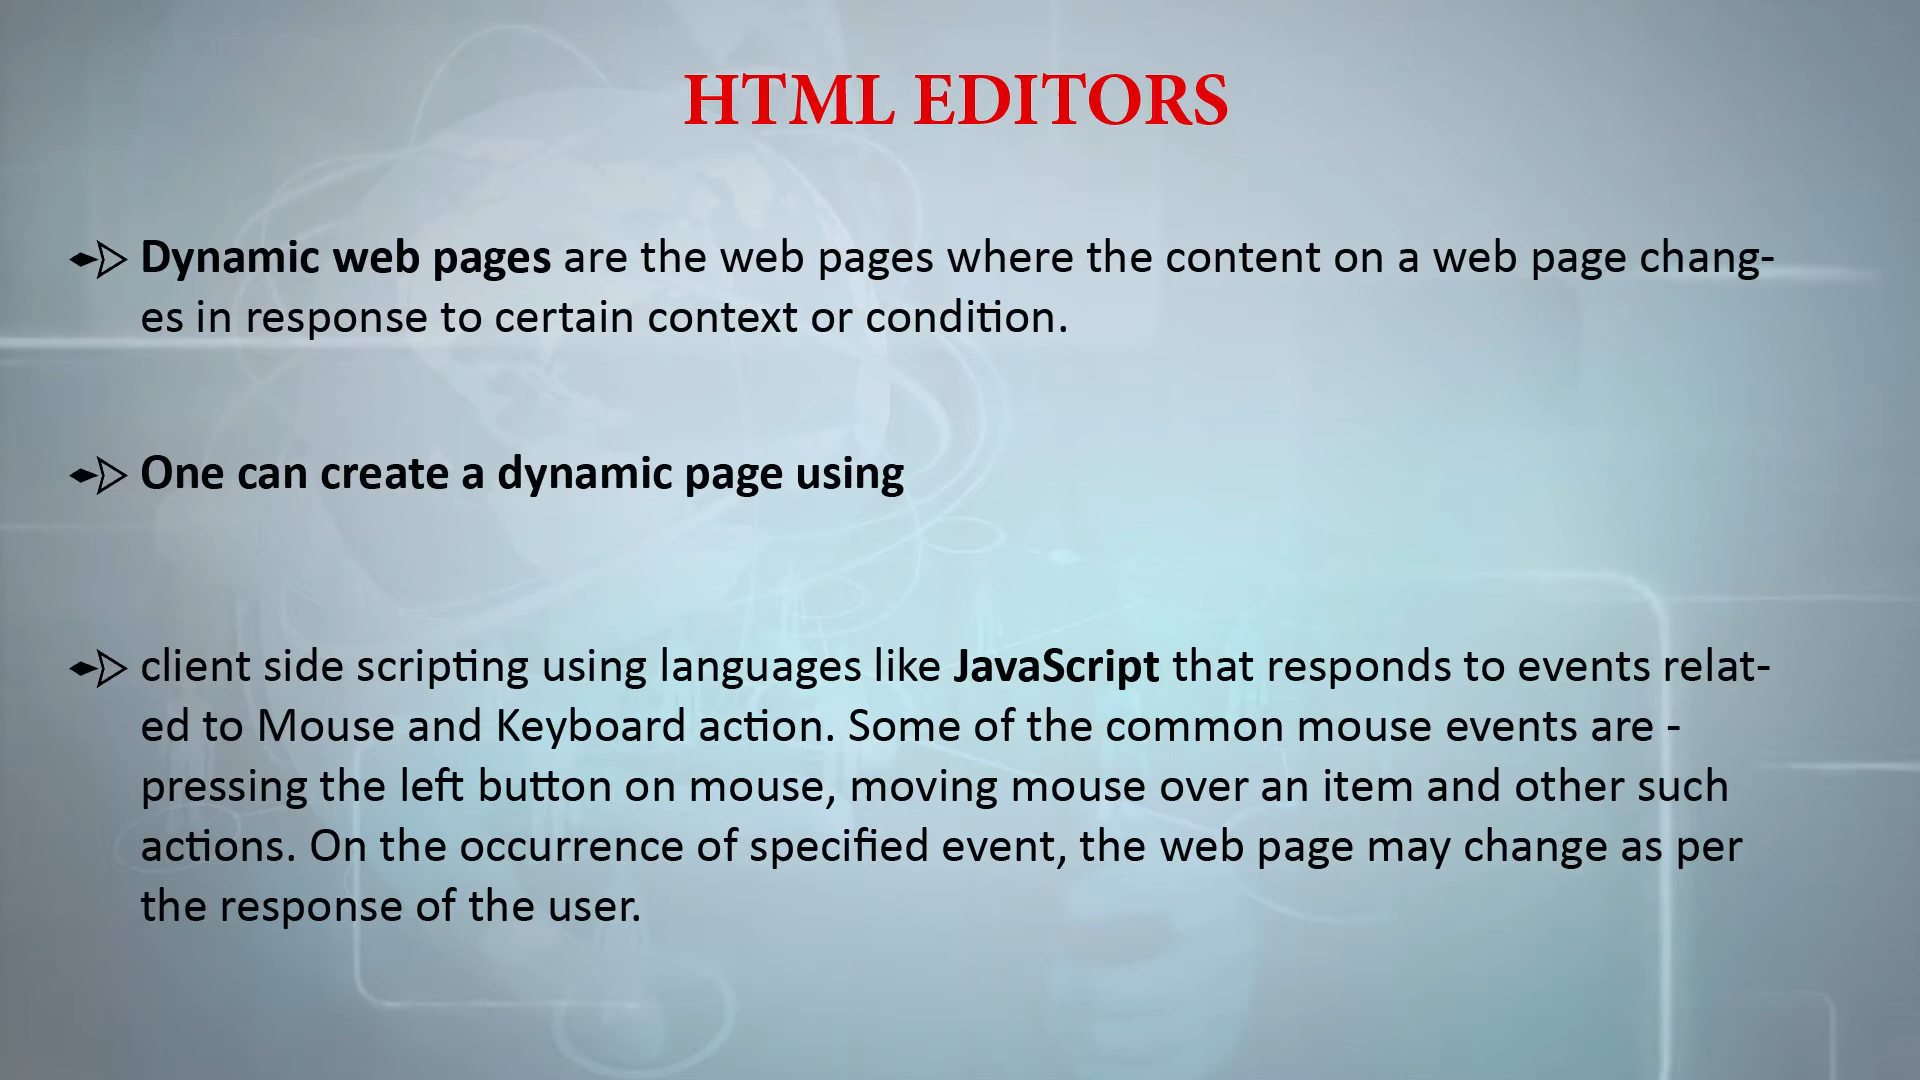 HTML EDITORS
Dynamic web pages are the web pages where the content on a web page chang-
es in response to certain context or condition.
One can create a dynamic page using
client side scripting using languages like JavaScript that responds to events relat-
ed to Mouse and Keyboard action. Some of the common mouse events are -
pressing the left button on mouse, moving mouse over an item and other such
actions. On the occurrence of specified event, the web page may change as per
the response of the user.